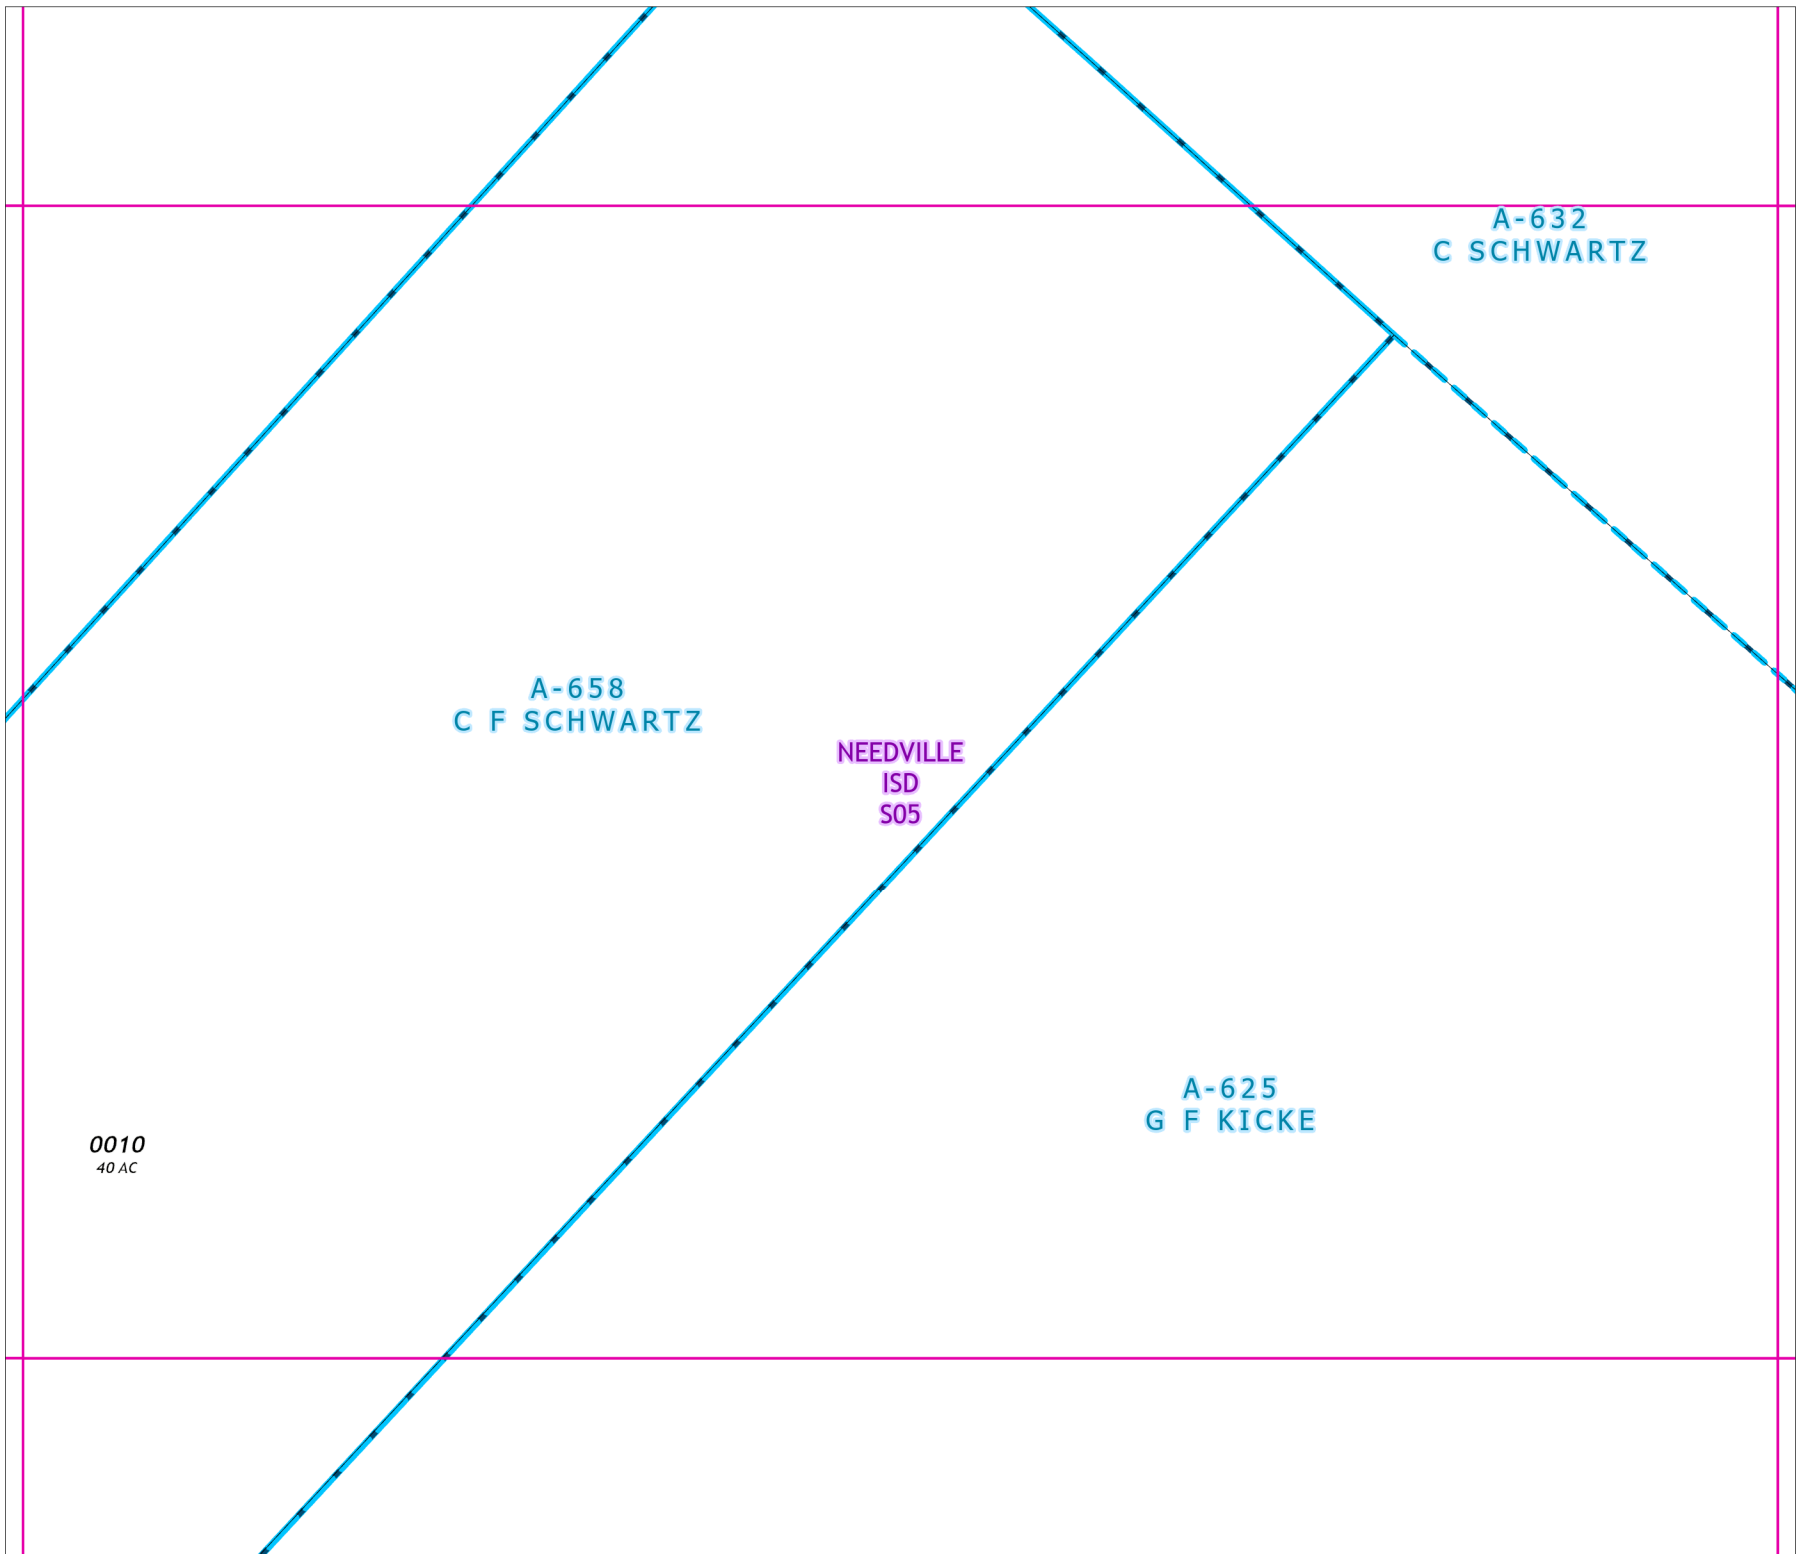 A-632
C SCHWARTZ
A-658
C F SCHWARTZ
NEEDVILLE
ISD
S05
A-625
G F KICKE
0010
40 AC